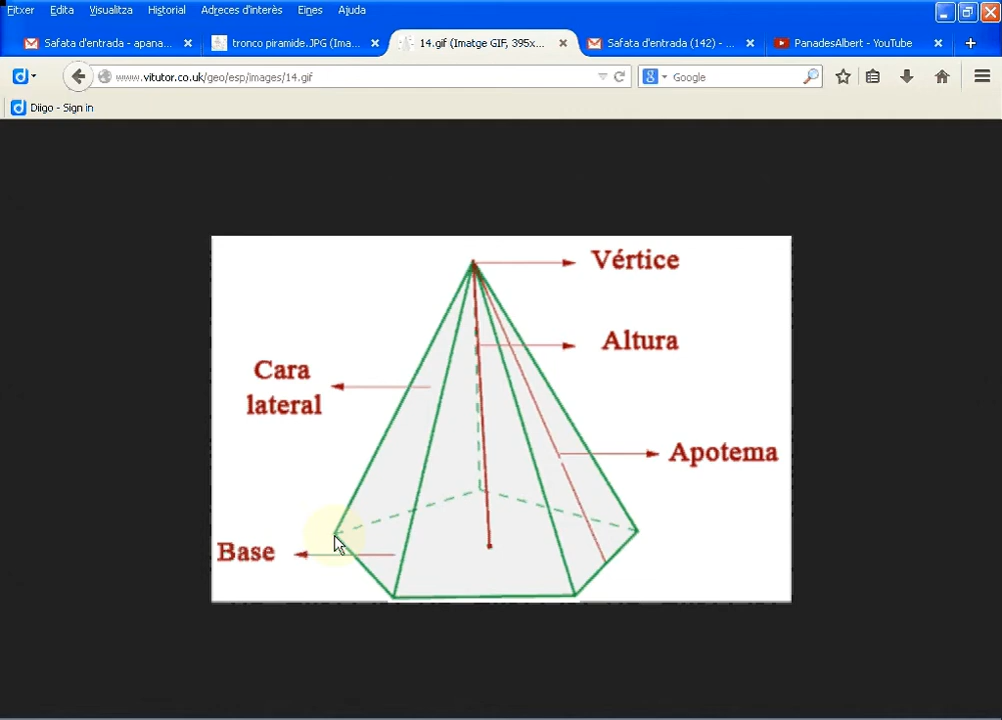 Fitxer Edita Visualitza Historial Adreces d'interès Eines Ajuda
Safata d'entrada - apana... tronco piramide.JPG (Ima... 14.gif (Imatge GIF, 395x... Safata d'entrada (142) - ... PanadesAlbert - YouTube
www.vitutor.co.uk/geo/esp/images/14.gif Google
Diigo - Sign in
Vértice
Altura
Cara
lateral
Apotema
Base